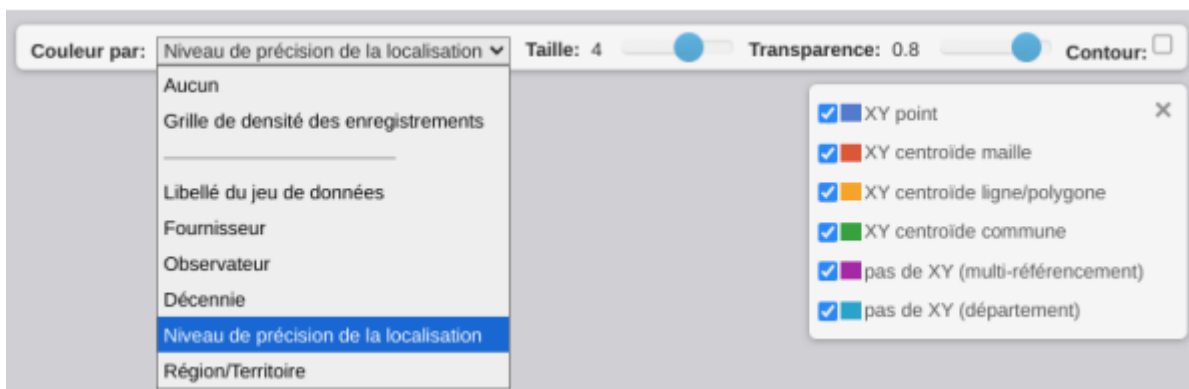 Couleur par: Niveau de précision de la localisation Taille: 4 Transparence: 0.8 Contour:
Aucun
Grille de densité des enregistrements
Libellé du jeu de données
Fournisseur
Observateur
Décennie
Niveau de précision de la localisation
Région/Territoire
XY point
XY centroïde maille
XY centroïde ligne/polygone
XY centroïde commune
pas de XY (multi-référencement)
pas de XY (département)